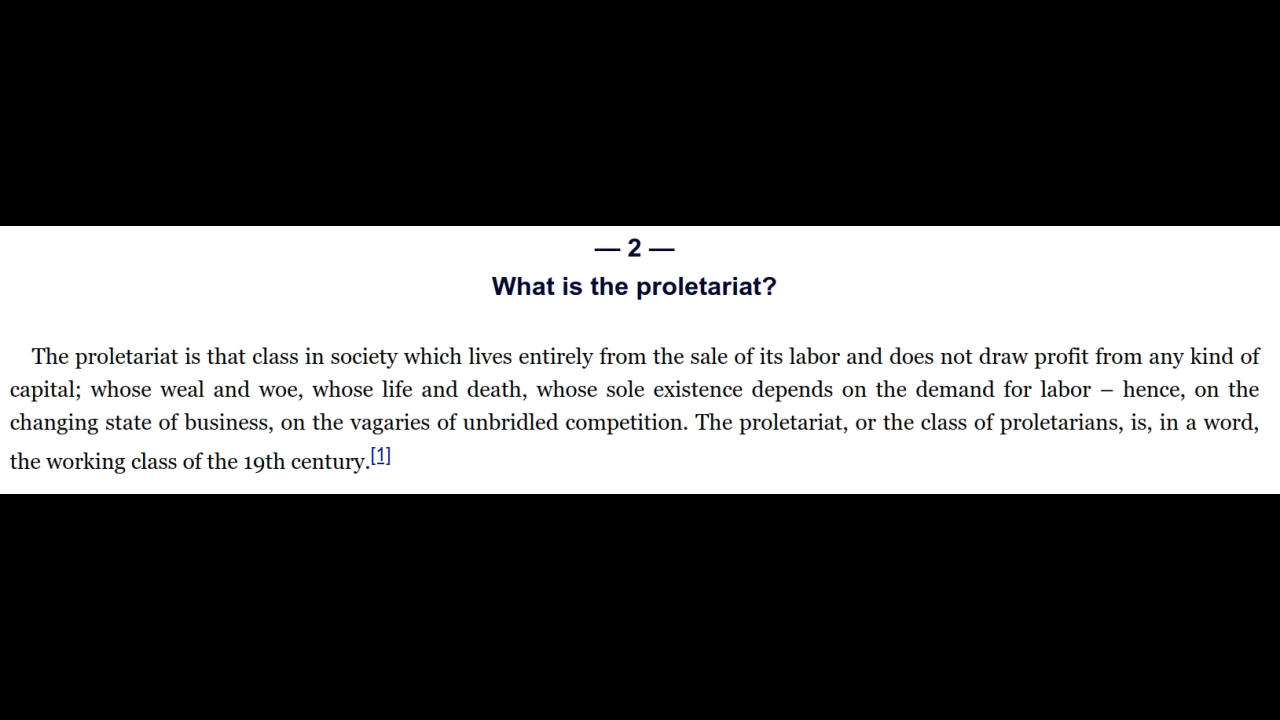 — 2 —
What is the proletariat?
The proletariat is that class in society which lives entirely from the sale of its labor and does not draw profit from any kind of
capital; whose weal and woe, whose life and death, whose sole existence depends on the demand for labor – hence, on the
changing state of business, on the vagaries of unbridled competition. The proletariat, or the class of proletarians, is, in a word,
the working class of the 19th century.[1]